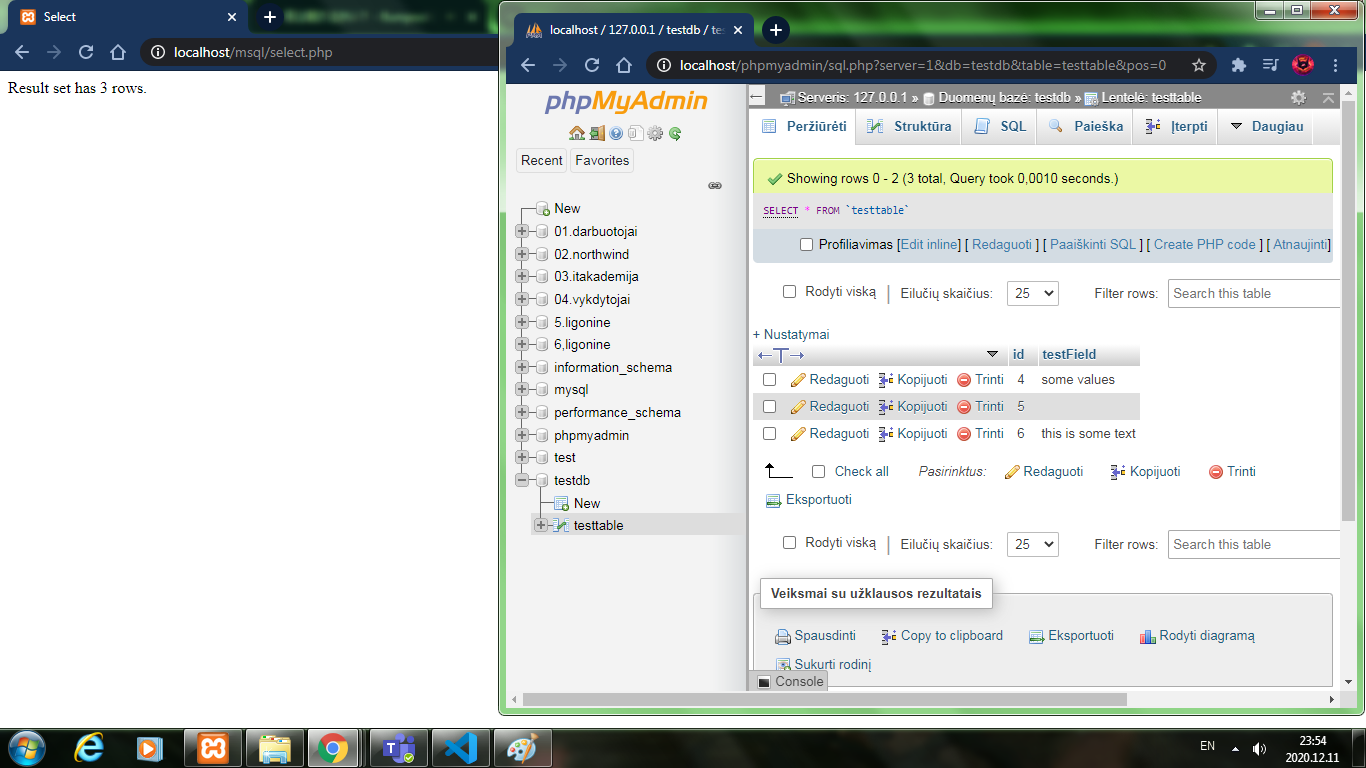 Select
localhost/msql/select.php
Result set has 3 rows.
localhost / 127.0.0.1 / testdb / tes
localhost/phpmyadmin/sql.php?server=1&db=testdb&table=testtable&pos=0
phpMyAdmin
Recent
Favorites
New
01.darbuotojai
02.northwind
03.itakademija
04.vykdytojai
5.ligonine
6,ligonine
information_schema
mysql
performance_schema
phpmyadmin
test
testdb
New
testtable
Serveris: 127.0.0.1 » Duomenų bazė: testdb » Lentelė: testtable
Peržiūrėti Struktūra SQL Paieška Įterpti Daugiau
Showing rows 0 - 2 (3 total, Query took 0,0010 seconds.)
SELECT * FROM `testtable`
Profiliavimas [Edit inline] [ Redaguoti ] [ Paaiškinti SQL ] [ Create PHP code ] [ Atnaujinti]
Rodyti viską | Eilučių skaičius: 25 Filter rows: Search this table
+ Nustatymai
←T→ id testField
Redaguoti Kopijuoti Trinti 4 some values
Redaguoti Kopijuoti Trinti 5
Redaguoti Kopijuoti Trinti 6 this is some text
Check all Pasirinktus: Redaguoti Kopijuoti Trinti
Eksportuoti
Rodyti viską | Eilučių skaičius: 25 Filter rows: Search this table
Veiksmai su užklausos rezultatais
Spausdinti Copy to clipboard Eksportuoti Rodyti diagramą
Sukurti rodinį
Console
EN
23:54
2020.12.11